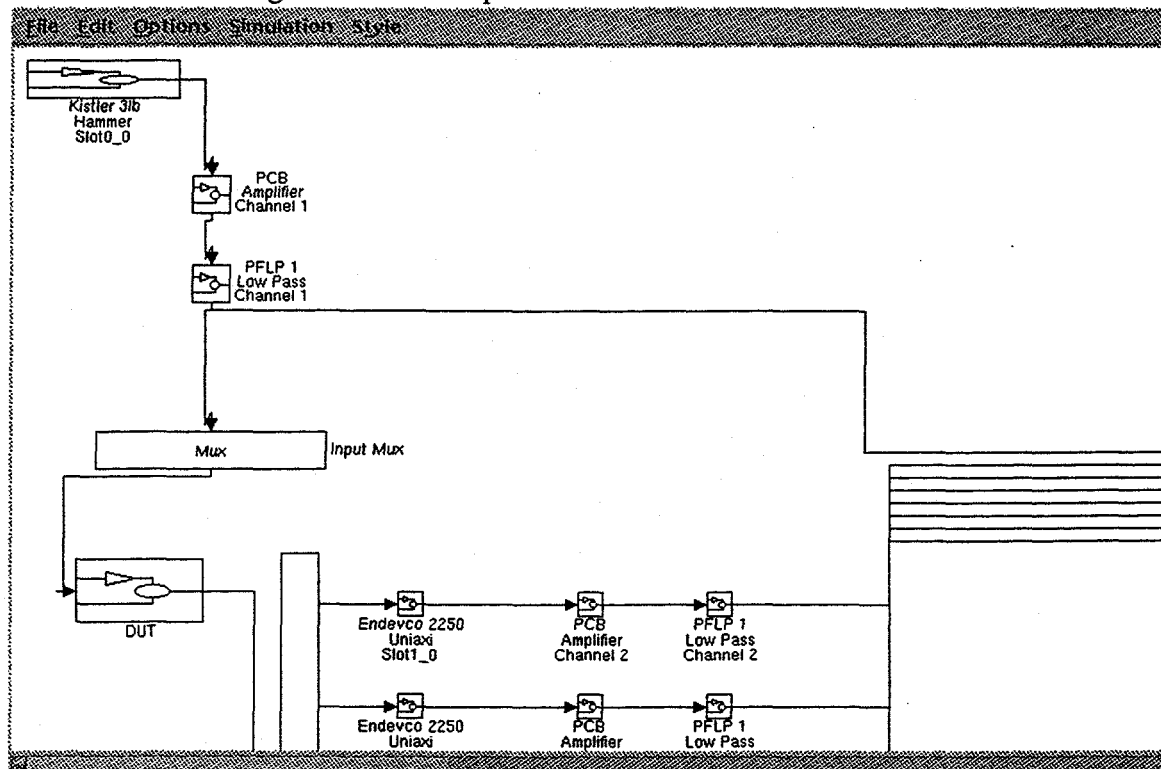 File Edit Options Simulation Style
Kistler 3lb
Hammer
Slot0_0
PCB
Amplifier
Channel 1
PFLP 1
Low Pass
Channel 1
Mux
Input Mux
DUT
Endevco 2250
Uniaxi
Slot1_0
PCB
Amplifier
Channel 2
PFLP 1
Low Pass
Channel 2
Endevco 2250
Uniaxi
PCB
Amplifier
PFLP 1
Low Pass